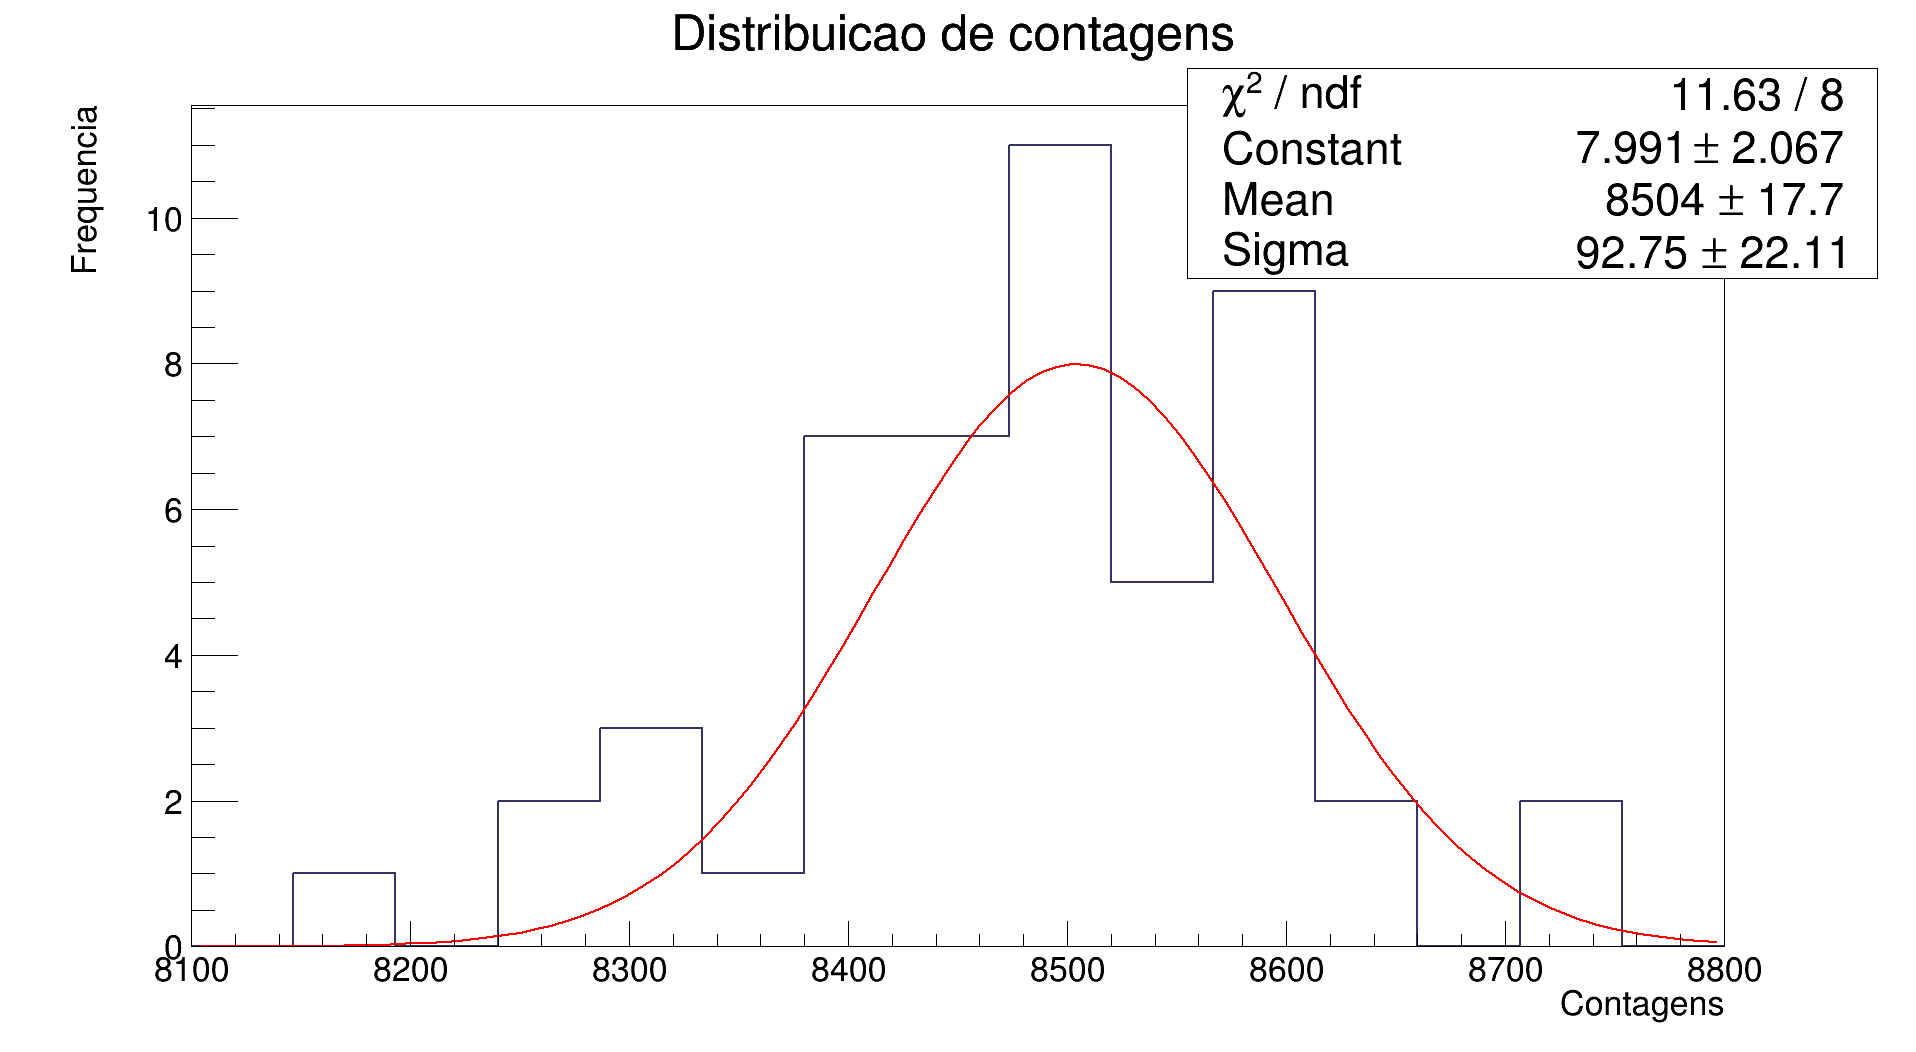 Distribuicao de contagens
χ² / ndf 11.63 / 8
Constant 7.991 ± 2.067
Mean 8504 ± 17.7
Sigma 92.75 ± 22.11
Frequencia
10
8
6
4
2
0
8100 8200 8300 8400 8500 8600 8700 8800
Contagens